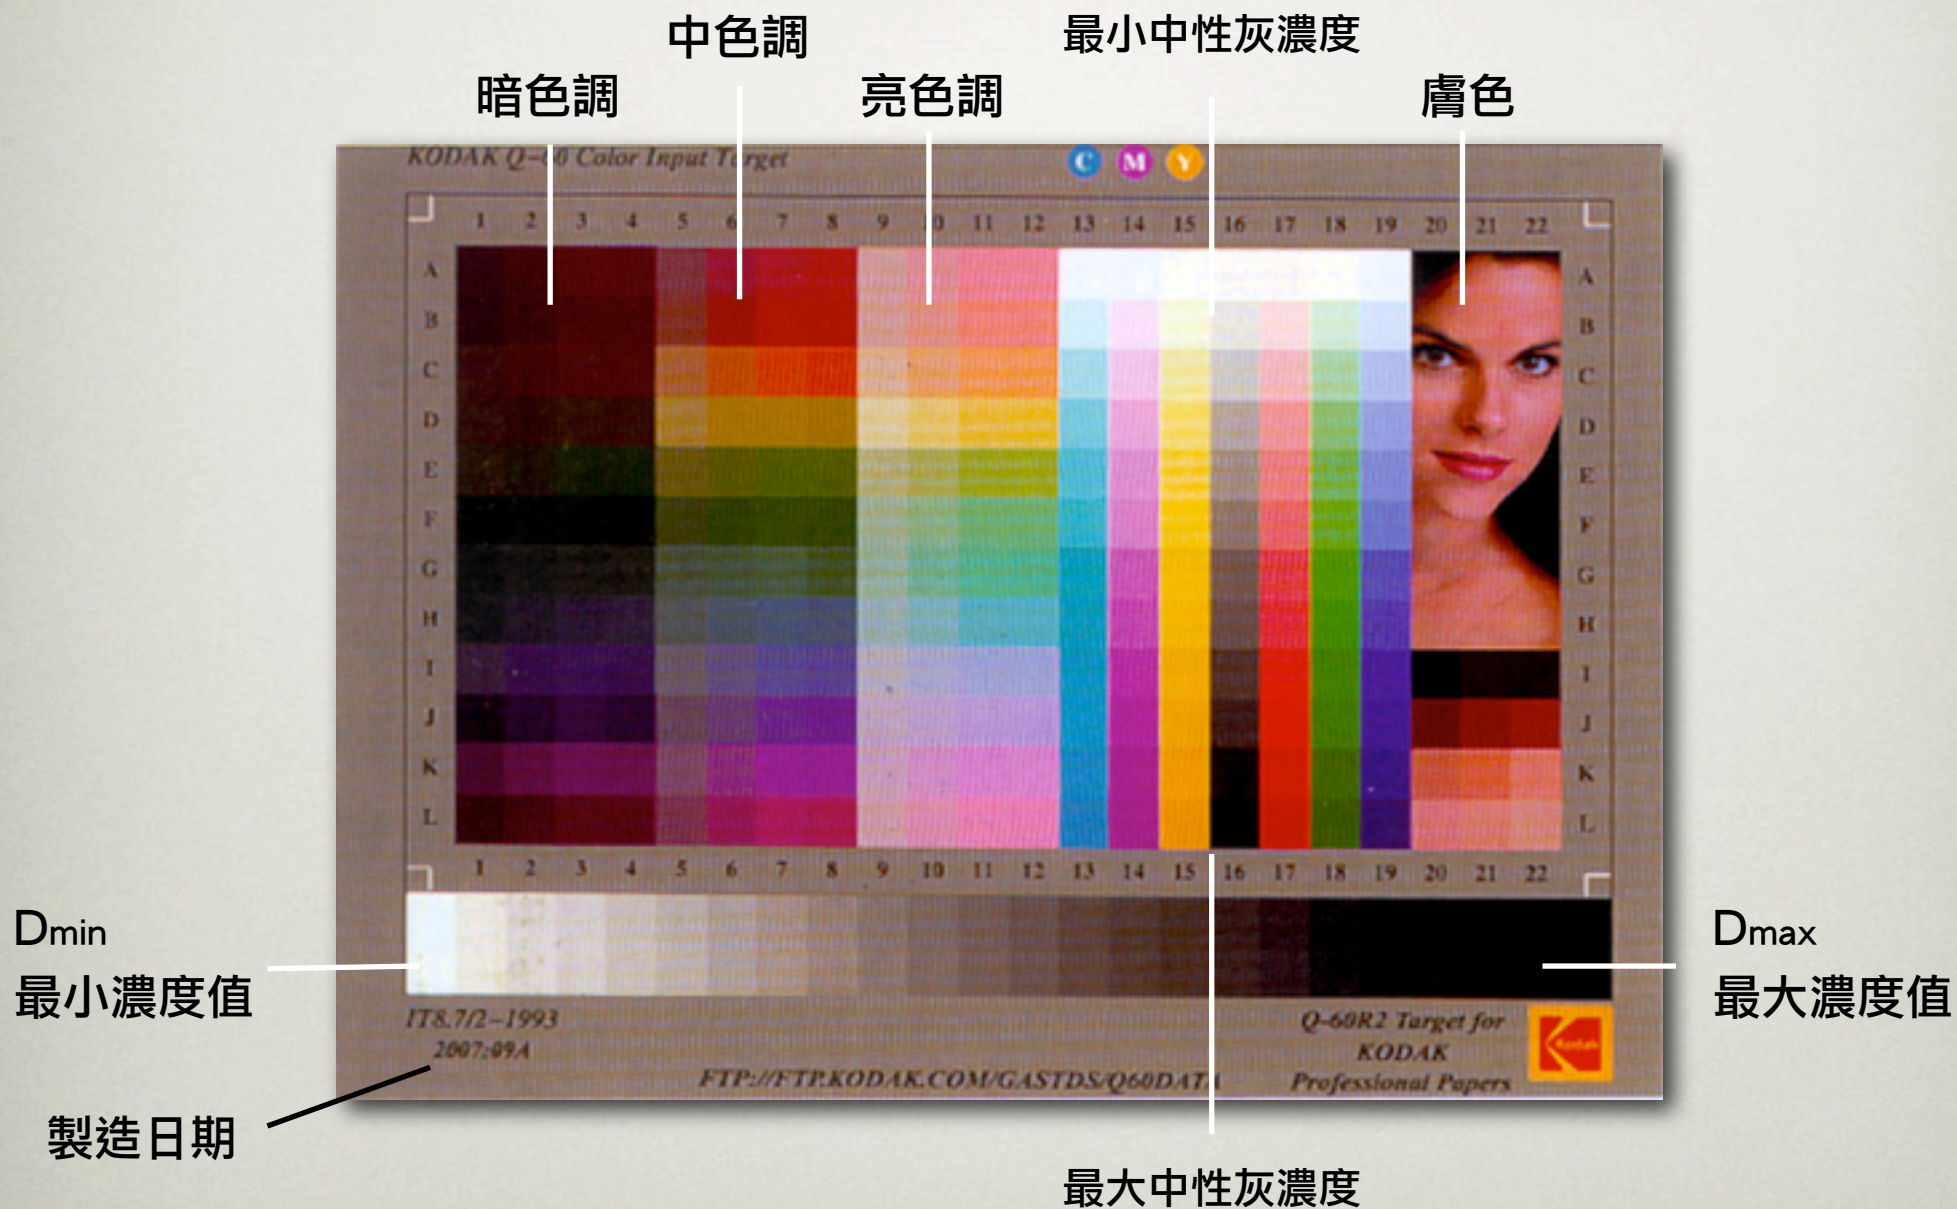 中色調
最小中性灰濃度
暗色調
亮色調
膚色
KODAK Q-60 Color Input Target
C M Y
1 2 3 4 5 6 7 8 9 10 11 12 13 14 15 16 17 18 19 20 21 22
A A
B B
C C
D D
E E
F F
G G
H H
I I
J J
K K
L L
1 2 3 4 5 6 7 8 9 10 11 12 13 14 15 16 17 18 19 20 21 22
Dmin
最小濃度值
Dmax
最大濃度值
IT8.7/2-1993
2007:09A
FTP://FTP.KODAK.COM/GASTDS/Q60DATA
Q-60R2 Target for
KODAK
Professional Papers
Kodak
製造日期
最大中性灰濃度